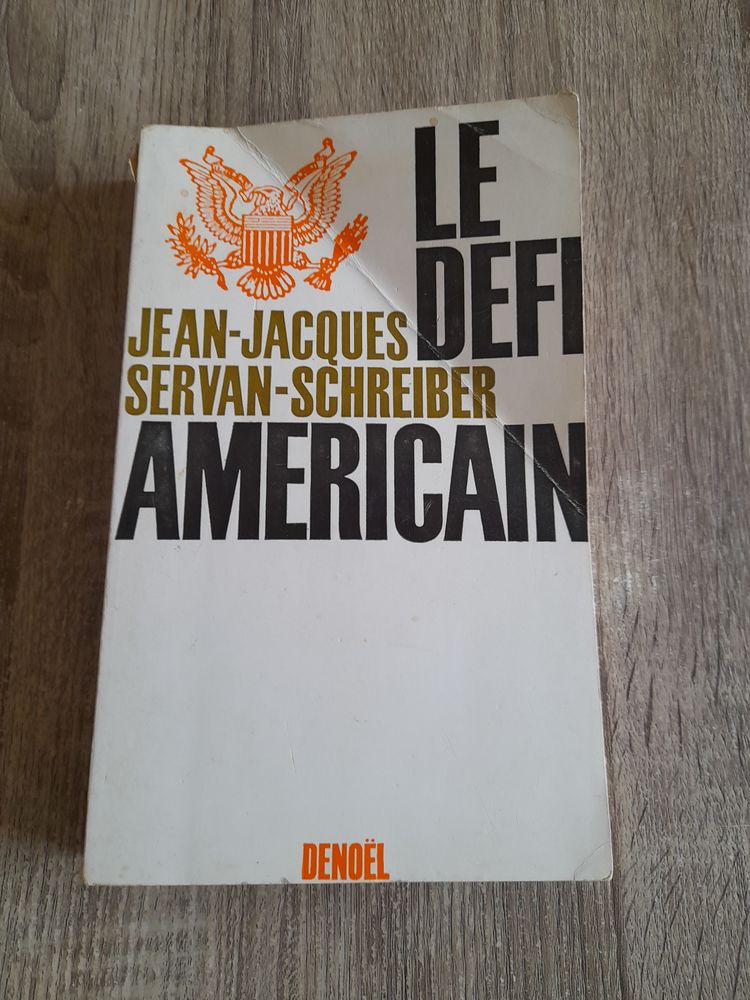 LE
DEFI
JEAN-JACQUES
SERVAN-SCHREIBER
AMERICAIN
DENOËL